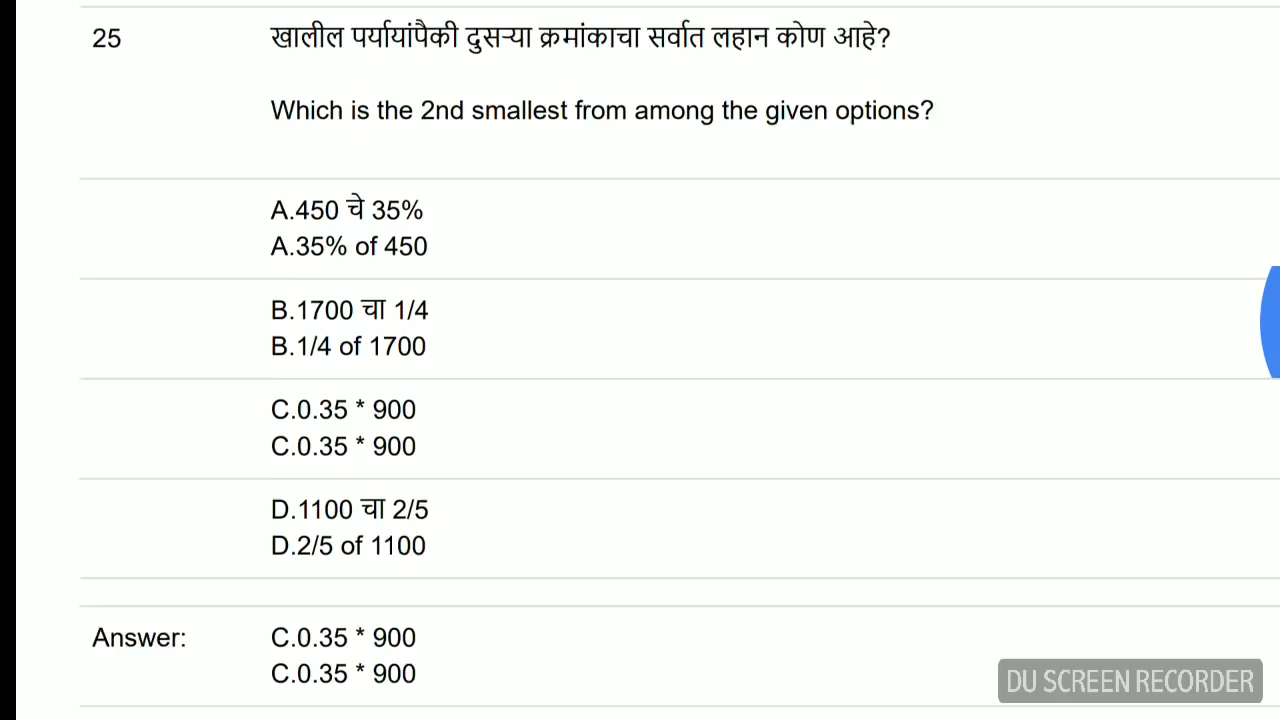 25 खालील पर्यायांपैकी दुसऱ्या क्रमांकाचा सर्वात लहान कोण आहे?
Which is the 2nd smallest from among the given options?
A.450 चे 35%
A.35% of 450
B.1700 चा 1/4
B.1/4 of 1700
C.0.35 * 900
C.0.35 * 900
D.1100 चा 2/5
D.2/5 of 1100
Answer: C.0.35 * 900
C.0.35 * 900
DU SCREEN RECORDER